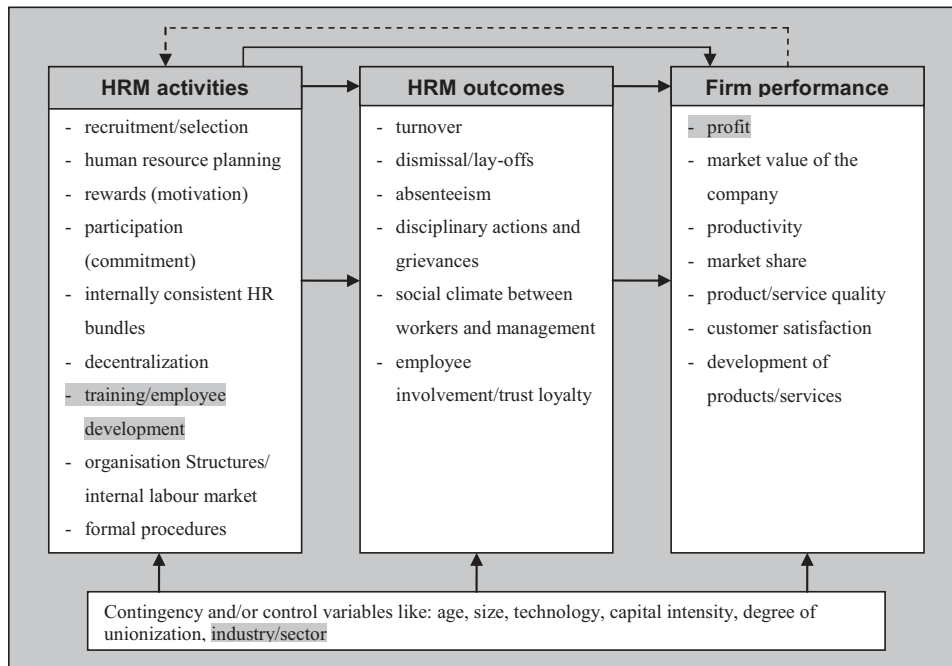 HRM activities
- recruitment/selection
- human resource planning
- rewards (motivation)
- participation
(commitment)
- internally consistent HR
bundles
- decentralization
- training/employee
development
- organisation Structures/
internal labour market
- formal procedures
HRM outcomes
- turnover
- dismissal/lay-offs
- absenteeism
- disciplinary actions and
grievances
- social climate between
workers and management
- employee
involvement/trust loyalty
Firm performance
- profit
- market value of the
company
- productivity
- market share
- product/service quality
- customer satisfaction
- development of
products/services
Contingency and/or control variables like: age, size, technology, capital intensity, degree of
unionization, industry/sector